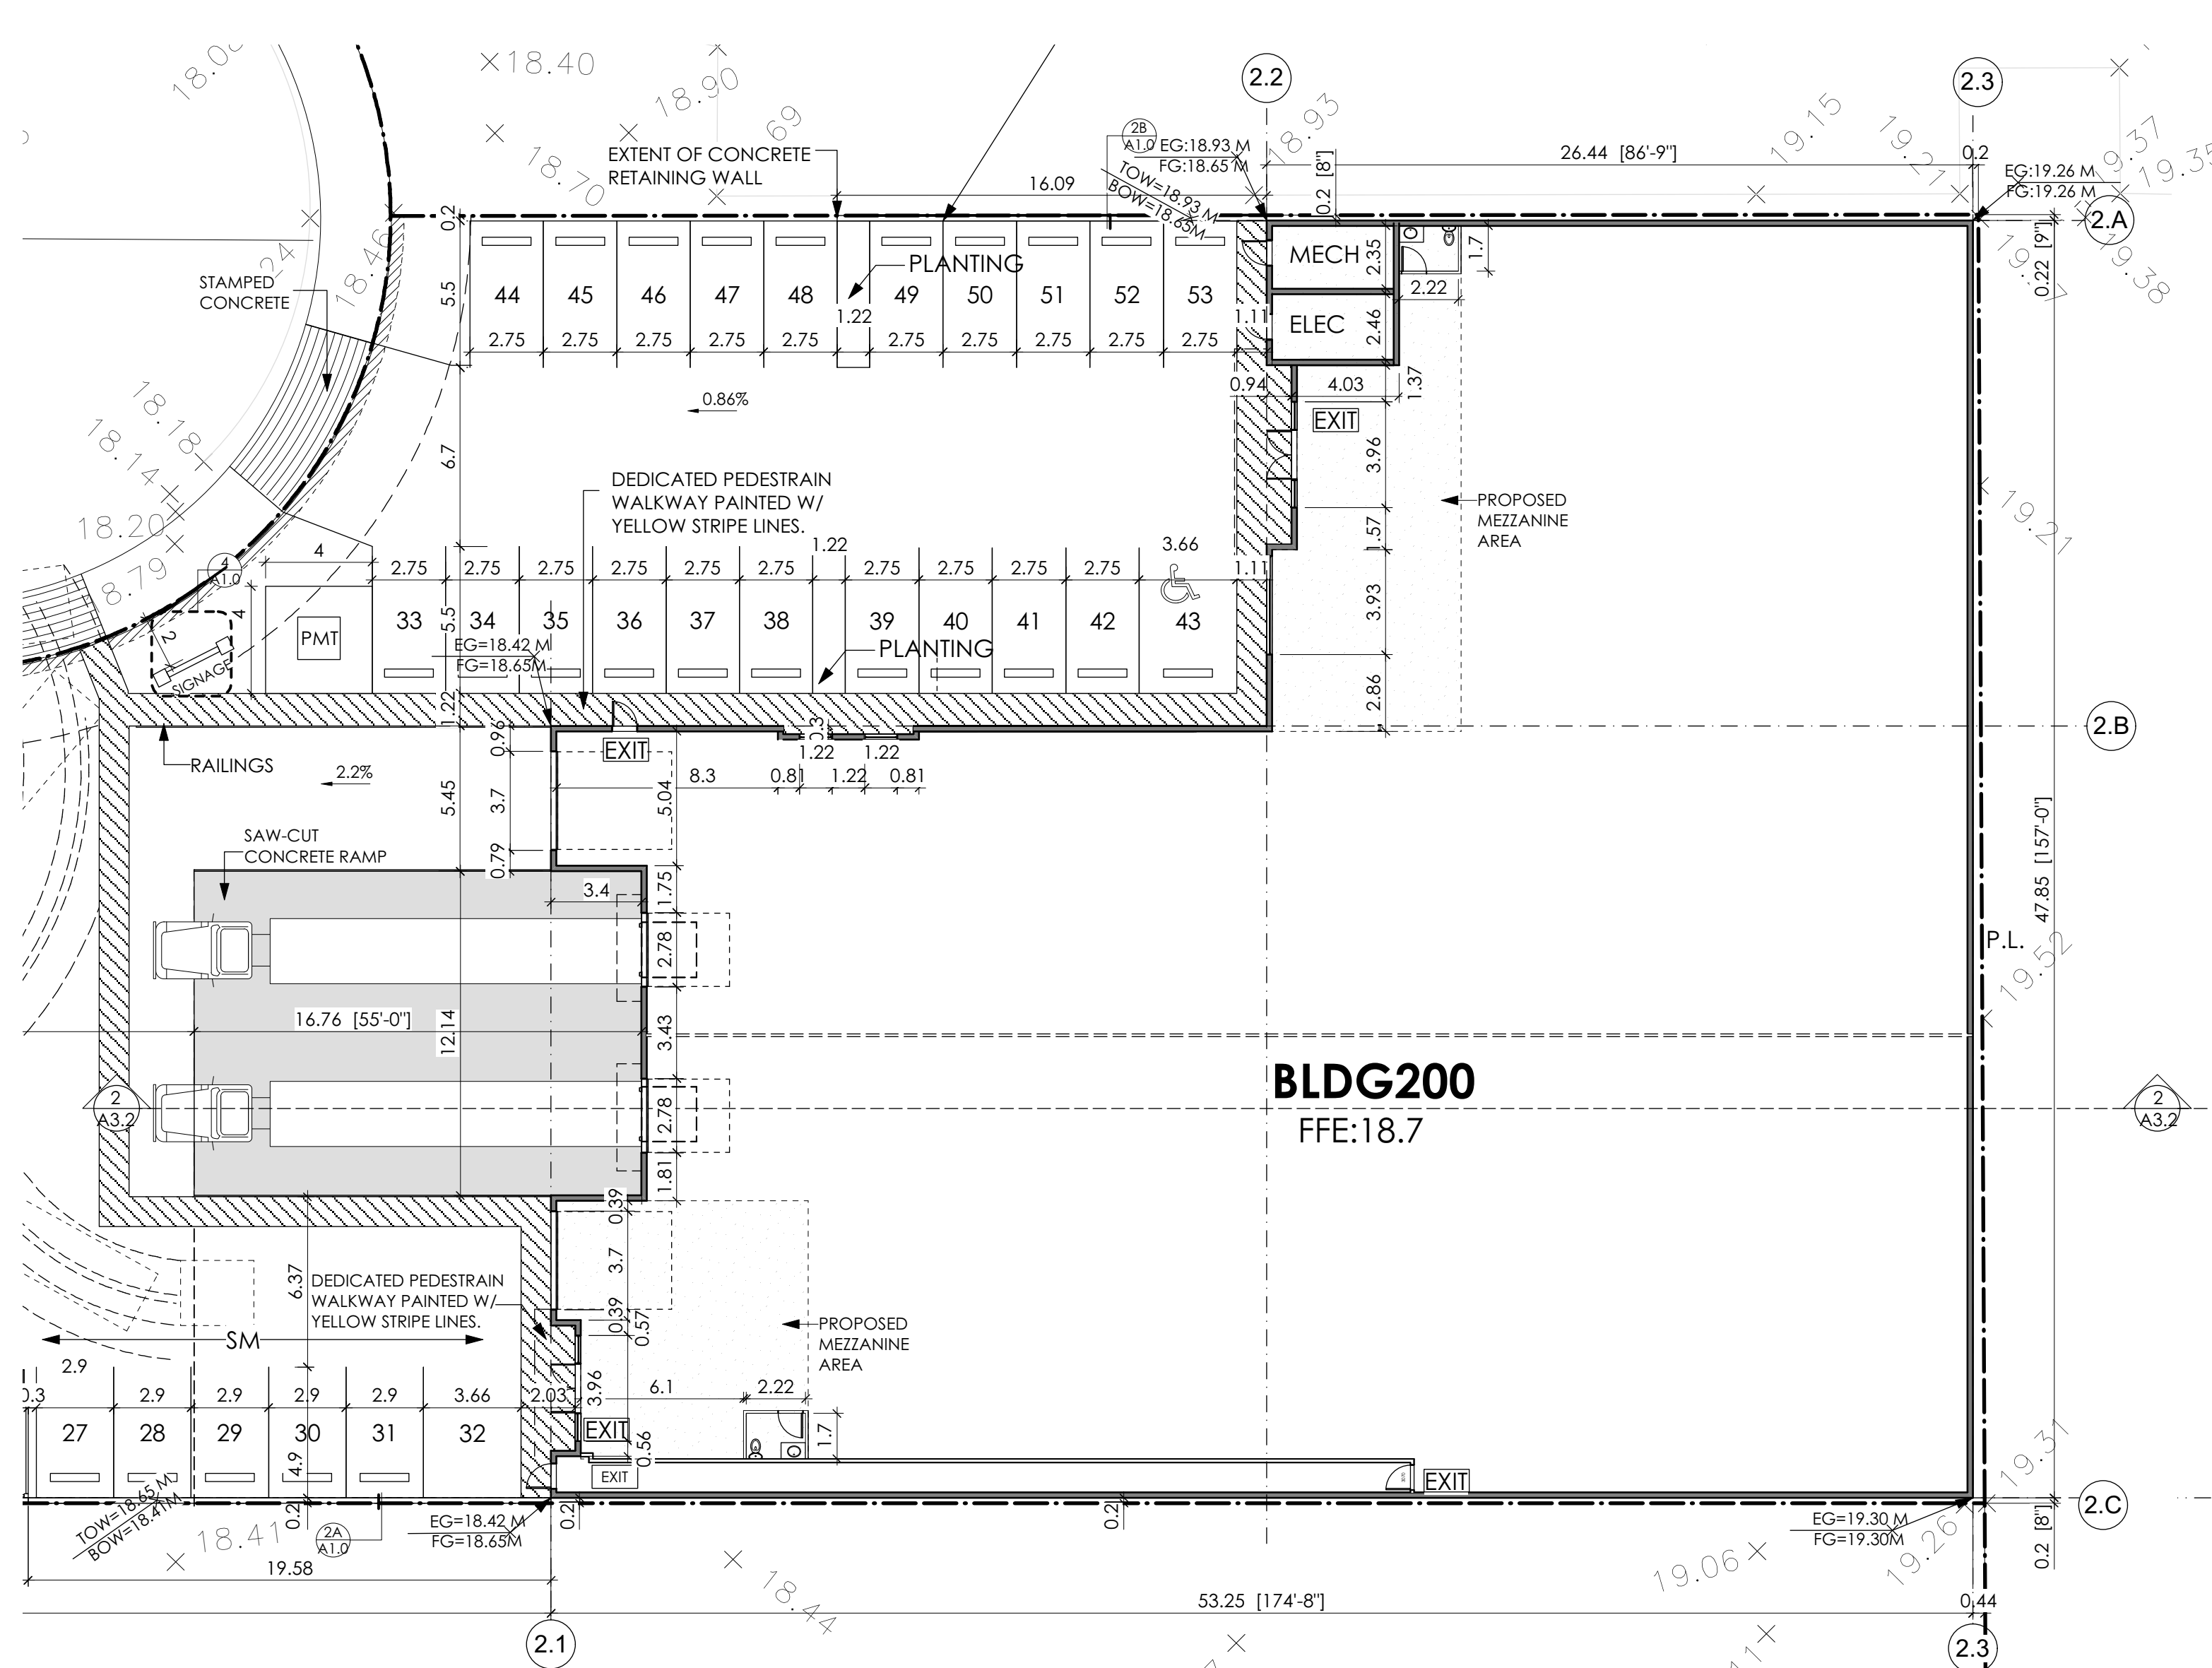 18.40
18.90
69
18.70
18.93
19.15
19.21
19.37
19.35
19.38
2.2
2.3
2B
A1.0
EG:18.93 M
FG:18.65 M
TOW=18.93 M
BOW=18.65M
EXTENT OF CONCRETE
RETAINING WALL
16.09
0.2 [8"]
26.44 [86'-9"]
0.2
EG:19.26 M
FG:19.26 M
2.A
0.22 [9"]
0.2
18.46
24
STAMPED
CONCRETE
5.5
44
45
46
47
48
PLANTING
49
50
51
52
53
1.22
2.75
2.75
2.75
2.75
2.75
2.75
2.75
2.75
2.75
2.75
1.11
MECH
2.35
1.7
2.22
ELEC
2.46
0.94
4.03
1.37
EXIT
3.96
0.86%
6.7
18.18
18.14
18.20
8.79
DEDICATED PEDESTRAIN
WALKWAY PAINTED W/
YELLOW STRIPE LINES.
PROPOSED
MEZZANINE
AREA
1.57
19.21
4
A1.0
4
4
2
SIGNAGE
PMT
2.75
2.75
2.75
2.75
2.75
2.75
1.22
2.75
2.75
2.75
2.75
3.66
1.11
3.93
33
34
35
36
37
38
39
40
41
42
43
5.5
EG=18.42 M
FG=18.65M
PLANTING
2.86
1.22
0.96
2.B
RAILINGS
2.2%
EXIT
0.3
1.22
1.22
8.3
0.81
1.22
0.81
5.45
3.7
5.04
0.79
SAW-CUT
CONCRETE RAMP
3.4
1.75
2.78
47.85 [157'-0"]
P.L.
19.52
16.76 [55'-0"]
12.14
3.43
BLDG200
FFE:18.7
2
A3.2
2.78
2
A3.2
1.81
0.39
3.7
6.37
DEDICATED PEDESTRAIN
WALKWAY PAINTED W/
YELLOW STRIPE LINES.
0.39
0.57
PROPOSED
MEZZANINE
AREA
SM
2.9
0.3
2.9
2.9
2.9
2.9
3.66
2.03
3.96
6.1
2.22
27
28
29
30
31
32
EXIT
1.7
0.56
4.9
EXIT
EXIT
19.31
TOW=18.65 M
BOW=18.41M
18.41
0.2
2A
A1.0
EG=18.42 M
FG=18.65M
0.2
0.2
EG=19.30 M
FG=19.30M
19.26
2.C
0.2 [8"]
19.58
18.44
19.06
53.25 [174'-8"]
0.44
2.1
2.3